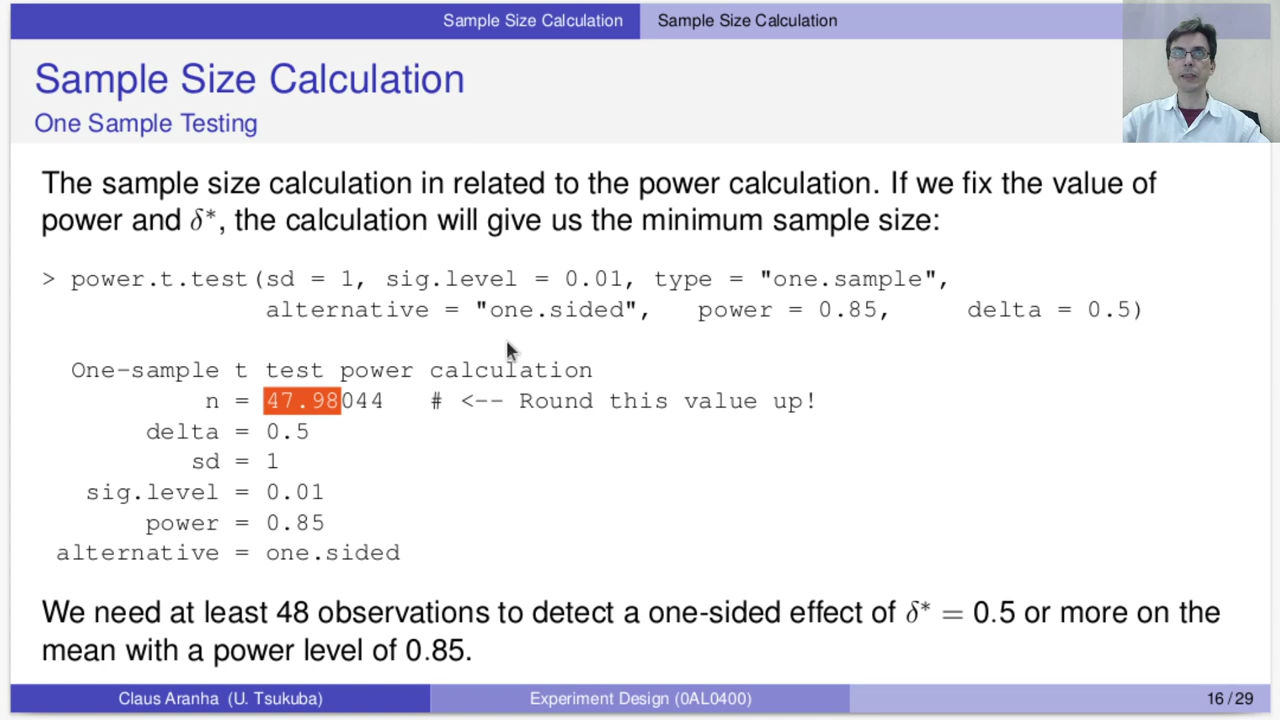 Sample Size Calculation Sample Size Calculation
Sample Size Calculation
One Sample Testing
The sample size calculation in related to the power calculation. If we fix the value of
power and δ*, the calculation will give us the minimum sample size:
> power.t.test(sd = 1, sig.level = 0.01, type = "one.sample",
alternative = "one.sided", power = 0.85, delta = 0.5)
One-sample t test power calculation
n = 47.98044 # <-- Round this value up!
delta = 0.5
sd = 1
sig.level = 0.01
power = 0.85
alternative = one.sided
We need at least 48 observations to detect a one-sided effect of δ* = 0.5 or more on the
mean with a power level of 0.85.
Claus Aranha (U. Tsukuba) Experiment Design (0AL0400) 16 / 29